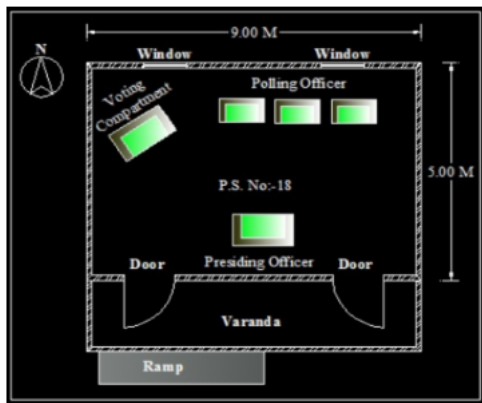 9.00 M
N
Window
Window
Voting
Compartment
Polling Officer
5.00 M
P.S. No:-18
Door
Presiding Officer
Door
Varanda
Ramp